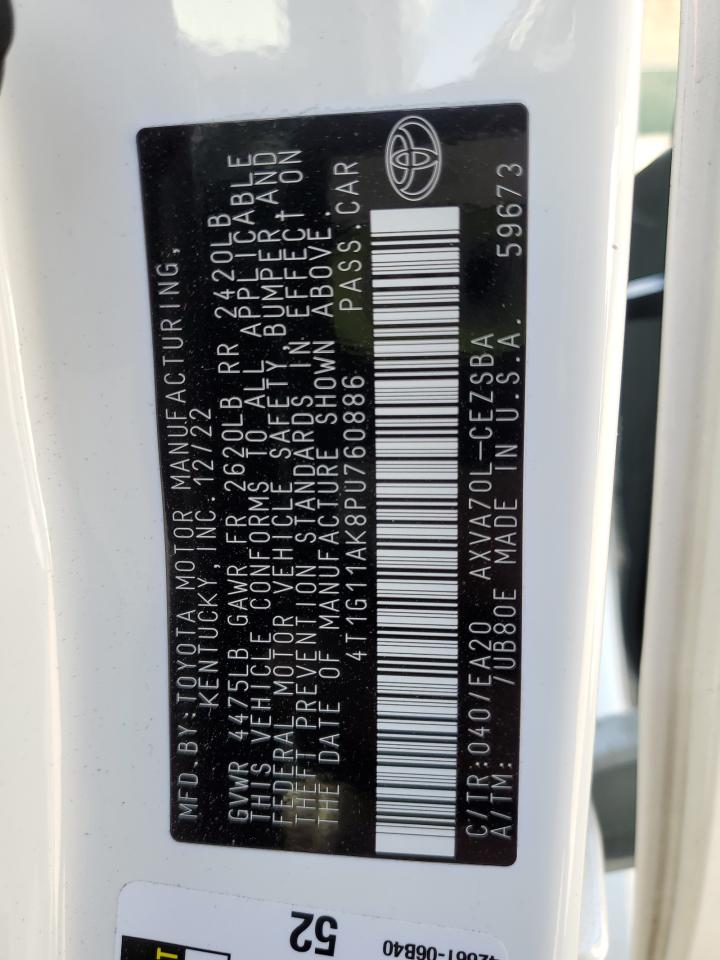 MFD.BY:TOYOTA MOTOR MANUFACTURING,
KENTUCKY, INC. 12/22
GVWR 4475LB GAWR FR 2620LB RR 2420LB
THIS VEHICLE CONFORMS TO ALL APPLICABLE
FEDERAL MOTOR VEHICLE SAFETY, BUMPER AND
THEFT PREVENTION STANDARDS IN EFFECT ON
THE DATE OF MANUFACTURE SHOWN ABOVE.
4T1G11AK8PU760886 PASS.CAR
C/TR:040/EA20 AXVA70L-CEZSBA
A/TM: 7UB80E MADE IN U.S.A. 59673
52
42661-06B40